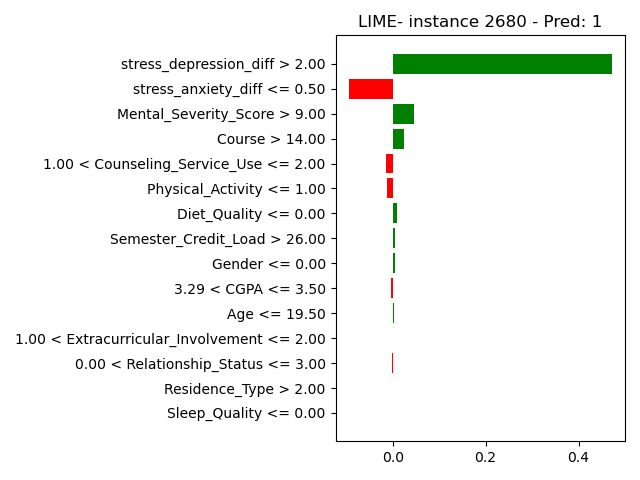 LIME- instance 2680 - Pred: 1
stress_depression_diff > 2.00
stress_anxiety_diff <= 0.50
Mental_Severity_Score > 9.00
Course > 14.00
1.00 < Counseling_Service_Use <= 2.00
Physical_Activity <= 1.00
Diet_Quality <= 0.00
Semester_Credit_Load > 26.00
Gender <= 0.00
3.29 < CGPA <= 3.50
Age <= 19.50
1.00 < Extracurricular_Involvement <= 2.00
0.00 < Relationship_Status <= 3.00
Residence_Type > 2.00
Sleep_Quality <= 0.00
0.0 0.2 0.4